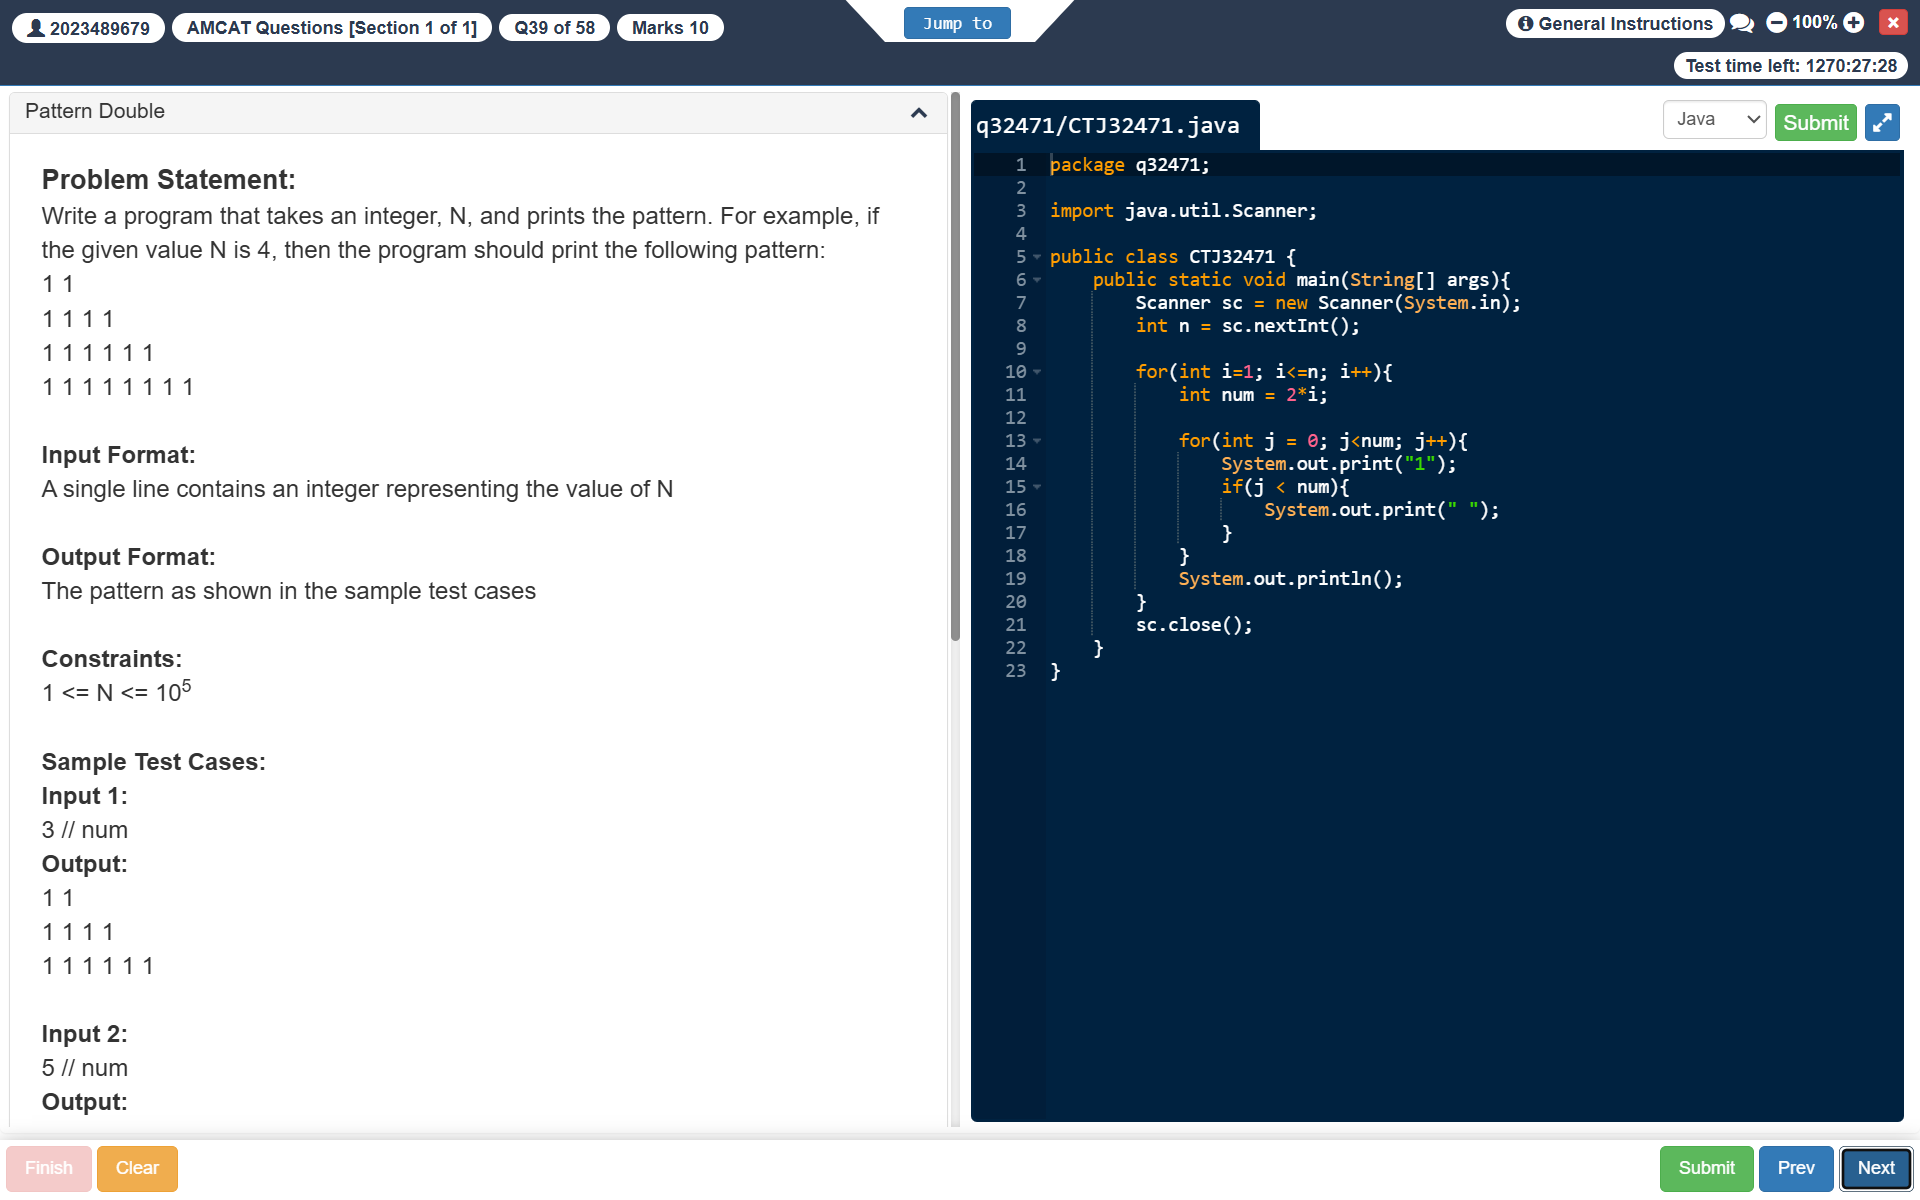 2023489679 AMCAT Questions [Section 1 of 1] Q39 of 58 Marks 10 Jump to General Instructions 100%
Test time left: 1270:27:28
Pattern Double
Problem Statement:
Write a program that takes an integer, N, and prints the pattern. For example, if
the given value N is 4, then the program should print the following pattern:
1 1
1 1 1 1
1 1 1 1 1 1
1 1 1 1 1 1 1 1
Input Format:
A single line contains an integer representing the value of N
Output Format:
The pattern as shown in the sample test cases
Constraints:
1 <= N <= 10⁵
Sample Test Cases:
Input 1:
3 // num
Output:
1 1
1 1 1 1
1 1 1 1 1 1
Input 2:
5 // num
Output:
q32471/CTJ32471.java Java Submit
1 package q32471;
2
3 import java.util.Scanner;
4
5 public class CTJ32471 {
6 public static void main(String[] args){
7 Scanner sc = new Scanner(System.in);
8 int n = sc.nextInt();
9
10 for(int i=1; i<=n; i++){
11 int num = 2*i;
12
13 for(int j = 0; j<num; j++){
14 System.out.print("1");
15 if(j < num){
16 System.out.print(" ");
17 }
18 }
19 System.out.println();
20 }
21 sc.close();
22 }
23 }
Finish Clear Submit Prev Next